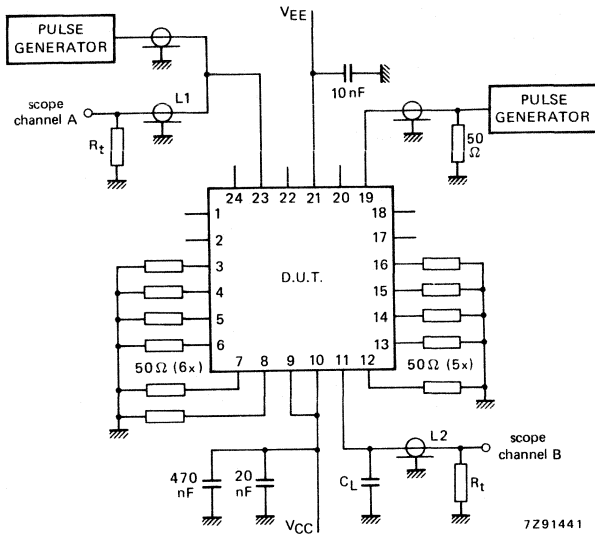 PULSE
GENERATOR
V_EE
10 nF
L1
scope
channel A
R_t
PULSE
GENERATOR
50
Ω
24 23 22 21 20 19
1
2
3
4
5
6
18
17
16
15
14
13
D.U.T.
7 8 9 10 11 12
50Ω (6x)
50Ω (5x)
470
nF
20
nF
C_L
L2
scope
channel B
R_t
V_CC
7Z91441